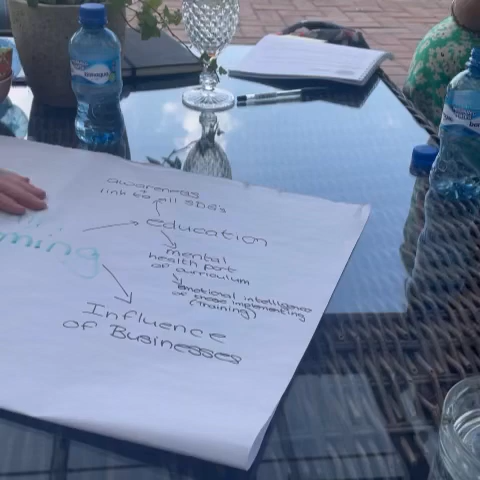 awareness
link to all SDGs
education
ming
mental
health part
of curriculum
emotional intelligence
of those implementing
(training)
Influence
of Businesses